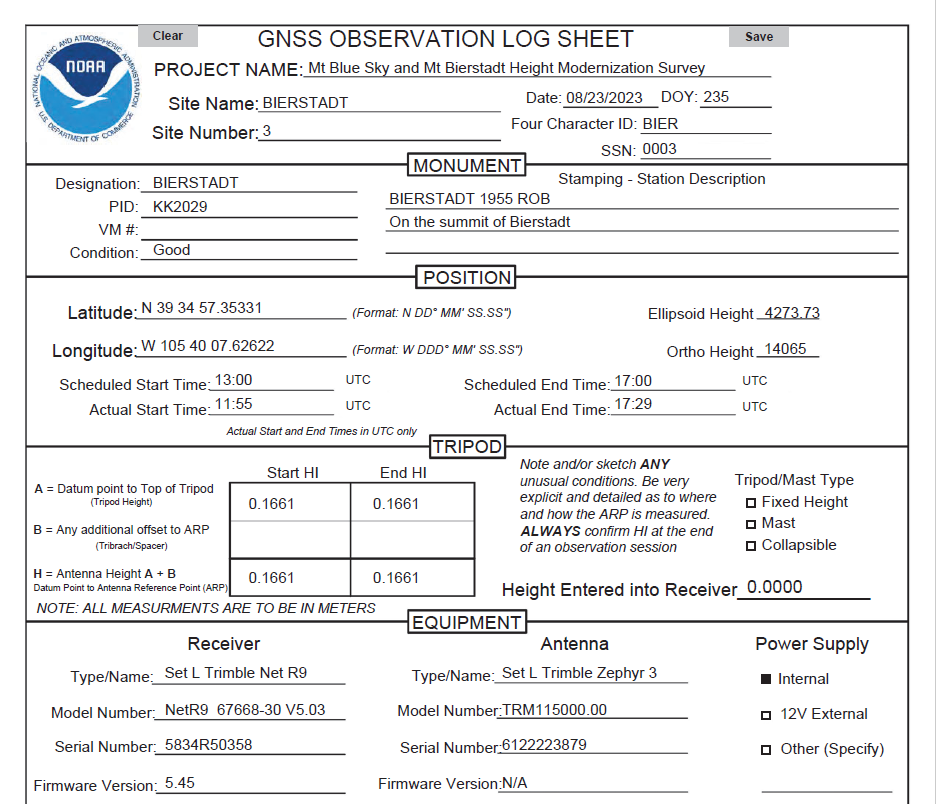 Clear
GNSS OBSERVATION LOG SHEET
Save
NOAA
NATIONAL OCEANIC AND ATMOSPHERIC ADMINISTRATION
U.S. DEPARTMENT OF COMMERCE
PROJECT NAME: Mt Blue Sky and Mt Bierstadt Height Modernization Survey
Site Name: BIERSTADT
Date: 08/23/2023 DOY: 235
Site Number: 3
Four Character ID: BIER
SSN: 0003
MONUMENT
Designation: BIERSTADT
Stamping - Station Description
PID: KK2029
BIERSTADT 1955 ROB
VM #:
On the summit of Bierstadt
Condition: Good
POSITION
Latitude: N 39 34 57.35331 (Format: N DD° MM' SS.SS") Ellipsoid Height 4273.73
Longitude: W 105 40 07.62622 (Format: W DDD° MM' SS.SS") Ortho Height 14065
Scheduled Start Time: 13:00 UTC Scheduled End Time: 17:00 UTC
Actual Start Time: 11:55 UTC Actual End Time: 17:29 UTC
Actual Start and End Times in UTC only
TRIPOD
Start HI End HI
A = Datum point to Top of Tripod
(Tripod Height)
0.1661 0.1661
B = Any additional offset to ARP
(Tribrach/Spacer)
H = Antenna Height A + B
Datum Point to Antenna Reference Point (ARP)
0.1661 0.1661
NOTE: ALL MEASURMENTS ARE TO BE IN METERS
Note and/or sketch ANY
unusual conditions. Be very
explicit and detailed as to where
and how the ARP is measured.
ALWAYS confirm HI at the end
of an observation session
Tripod/Mast Type
Fixed Height
Mast
Collapsible
Height Entered into Receiver 0.0000
EQUIPMENT
Receiver
Type/Name: Set L Trimble Net R9
Model Number: NetR9 67668-30 V5.03
Serial Number: 5834R50358
Firmware Version: 5.45
Antenna
Type/Name: Set L Trimble Zephyr 3
Model Number: TRM115000.00
Serial Number: 6122223879
Firmware Version: N/A
Power Supply
Internal
12V External
Other (Specify)